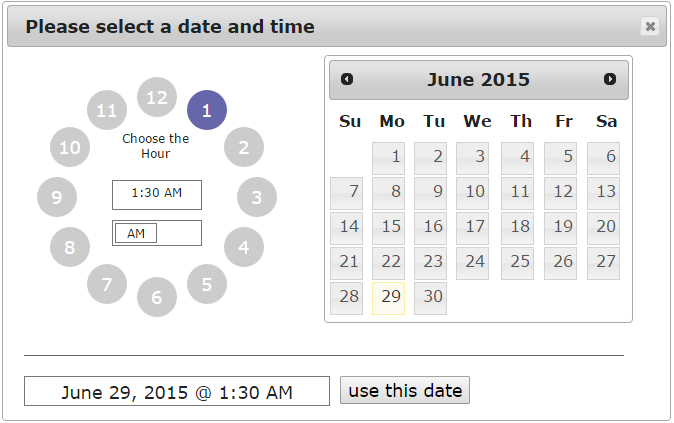 Please select a date and time
12
11
1
10
2
Choose the
Hour
9
3
1:30 AM
AM
8
4
7
5
6
June 2015
Su Mo Tu We Th Fr Sa
1 2 3 4 5 6
7 8 9 10 11 12 13
14 15 16 17 18 19 20
21 22 23 24 25 26 27
28 29 30
June 29, 2015 @ 1:30 AM
use this date